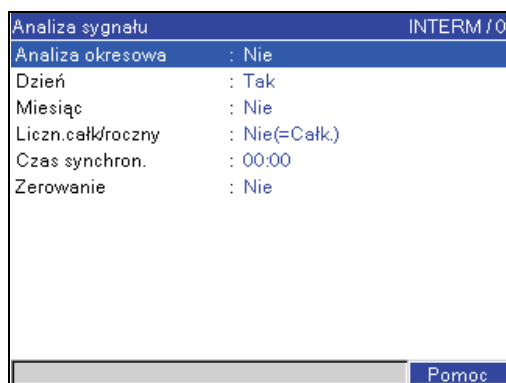 Analiza sygnału INTERM / 0
Analiza okresowa : Nie
Dzień : Tak
Miesiąc : Nie
Liczn.całk/roczny : Nie(=Całk.)
Czas synchron. : 00:00
Zerowanie : Nie
Pomoc